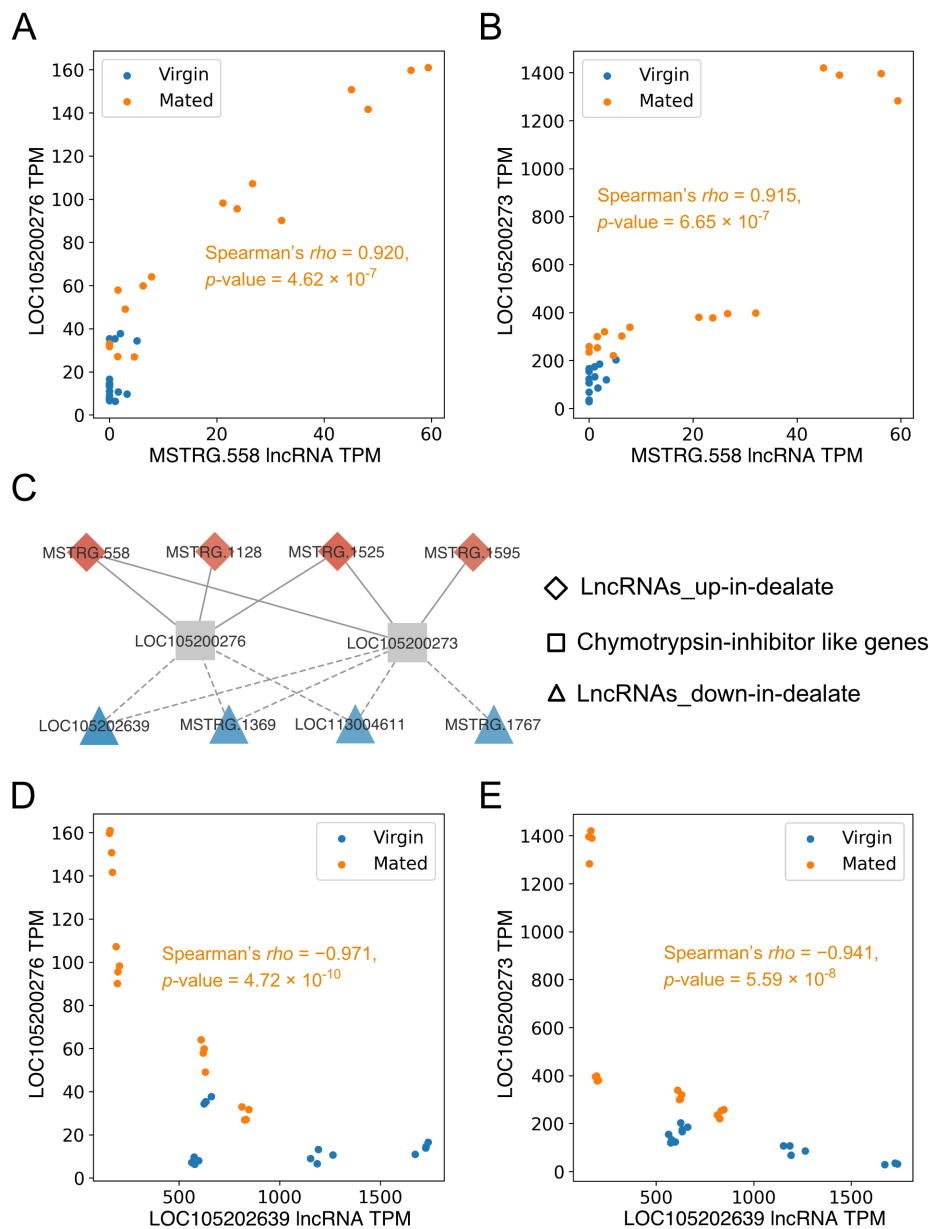 A
B
160
140
120
100
80
60
40
20
0
LOC105200276 TPM
Virgin
Mated
Spearman's rho = 0.920,
p-value = 4.62 × 10-7
0
20
40
60
MSTRG.558 lncRNA TPM
1400
1200
1000
800
600
400
200
0
LOC105200273 TPM
Virgin
Mated
Spearman's rho = 0.915,
p-value = 6.65 × 10-7
0
20
40
60
MSTRG.558 lncRNA TPM
C
MSTRG.558
MSTRG.1128
MSTRG.1525
MSTRG.1595
LOC105200276
LOC105200273
LOC105202639
MSTRG.1369
LOC113004611
MSTRG.1767
LncRNAs_up-in-dealate
Chymotrypsin-inhibitor like genes
LncRNAs_down-in-dealate
D
E
160
140
120
100
80
60
40
20
0
LOC105200276 TPM
Virgin
Mated
Spearman's rho = −0.971,
p-value = 4.72 × 10-10
500
1000
1500
LOC105202639 lncRNA TPM
1400
1200
1000
800
600
400
200
0
LOC105200273 TPM
Virgin
Mated
Spearman's rho = −0.941,
p-value = 5.59 × 10-8
500
1000
1500
LOC105202639 lncRNA TPM